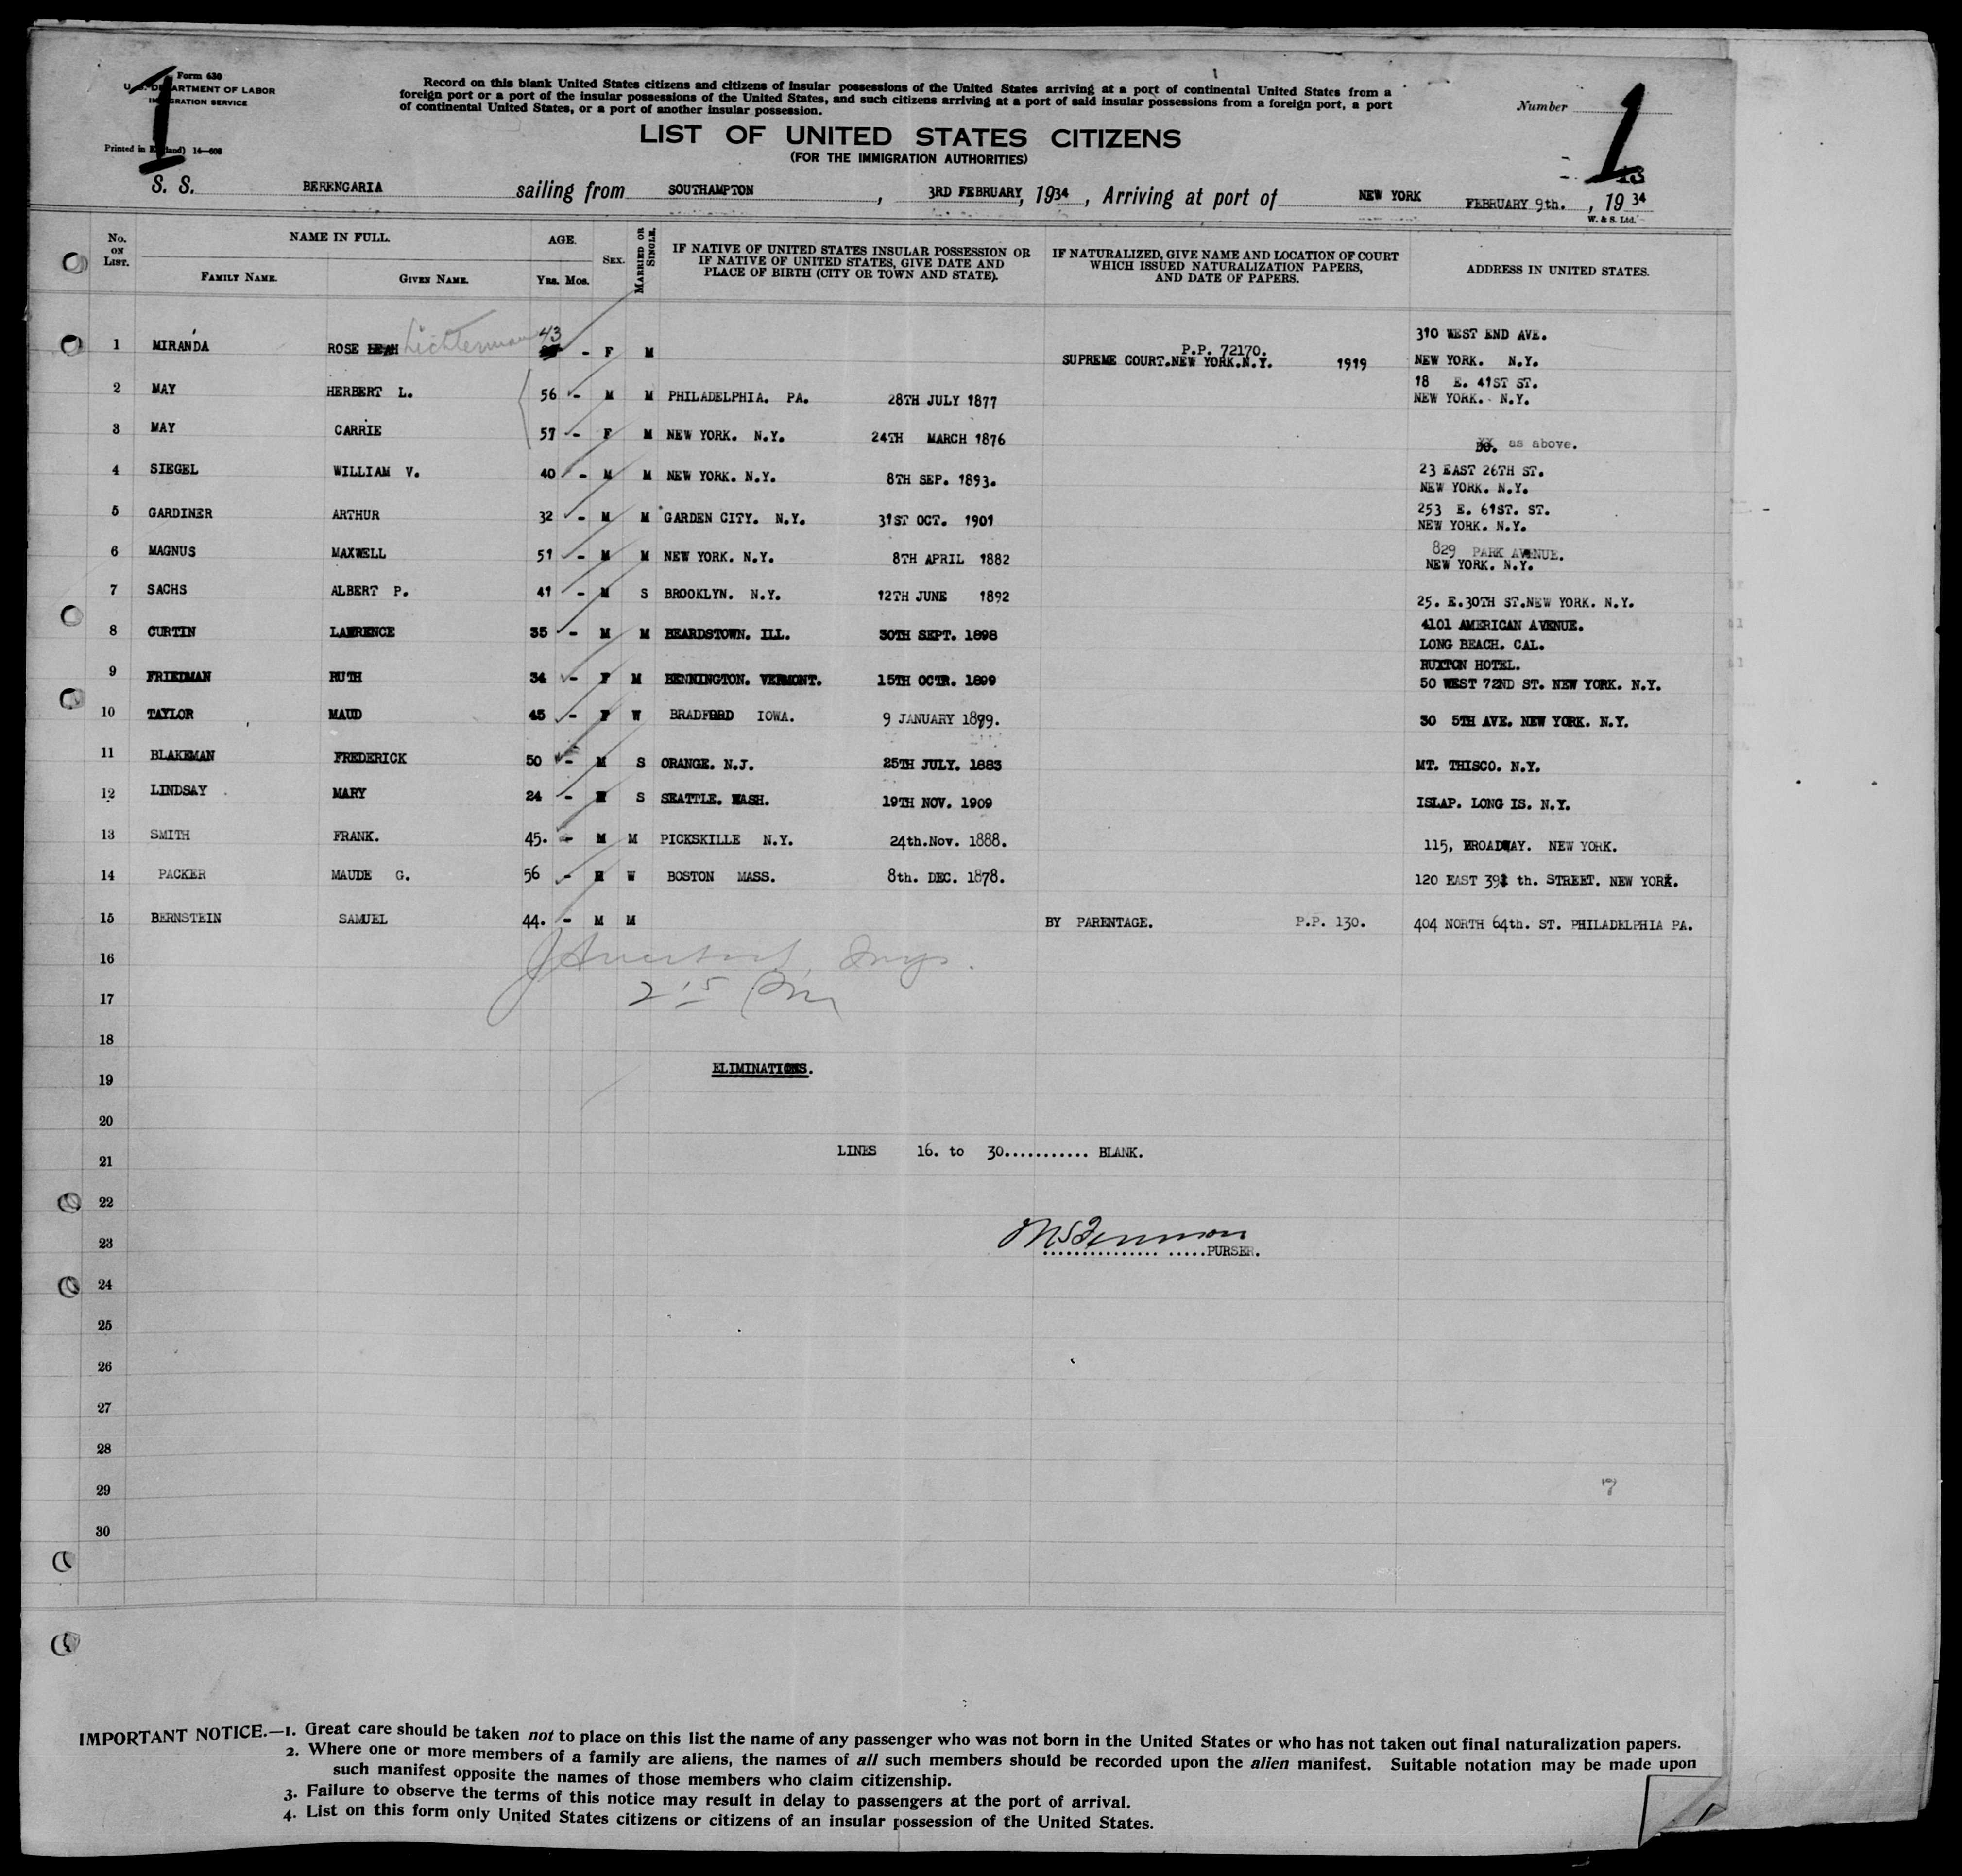 Form 630
U. S. DEPARTMENT OF LABOR
IMMIGRATION SERVICE
Printed in England) 14—608
1
Record on this blank United States citizens and citizens of insular possessions of the United States arriving at a port of continental United States from a
foreign port or a port of the insular possessions of the United States, and such citizens arriving at a port of said insular possessions from a foreign port, a port
of continental United States, or a port of another insular possession.
Number 1
13
LIST OF UNITED STATES CITIZENS
(FOR THE IMMIGRATION AUTHORITIES)
S. S. BERENGARIA sailing from SOUTHAMPTON, 3RD FEBRUARY, 1934, Arriving at port of NEW YORK FEBRUARY 9th., 1934
W. & S. Ltd.
No. ON LIST. NAME IN FULL. FAMILY NAME. GIVEN NAME. AGE. YRS. MOS. SEX. MARRIED OR SINGLE. IF NATIVE OF UNITED STATES INSULAR POSSESSION OR IF NATIVE OF UNITED STATES, GIVE DATE AND PLACE OF BIRTH (CITY OR TOWN AND STATE). IF NATURALIZED, GIVE NAME AND LOCATION OF COURT WHICH ISSUED NATURALIZATION PAPERS, AND DATE OF PAPERS. ADDRESS IN UNITED STATES.
1 MIRANDA ROSE LEAH Lichterman 43 - F M P.P. 72170. SUPREME COURT.NEW YORK.N.Y. 1919 310 WEST END AVE. NEW YORK. N.Y.
2 MAY HERBERT L. 56 - M M PHILADELPHIA. PA. 28TH JULY 1877 18 E. 41ST ST. NEW YORK. N.Y.
3 MAY CARRIE 57 - F M NEW YORK. N.Y. 24TH MARCH 1876 DO. as above.
4 SIEGEL WILLIAM V. 40 - M M NEW YORK. N.Y. 8TH SEP. 1893. 23 EAST 26TH ST. NEW YORK. N.Y.
5 GARDINER ARTHUR 32 - M M GARDEN CITY. N.Y. 31ST OCT. 1901 253 E. 61ST. ST. NEW YORK. N.Y.
6 MAGNUS MAXWELL 51 - M M NEW YORK. N.Y. 8TH APRIL 1882 829 PARK AVENUE. NEW YORK. N.Y.
7 SACHS ALBERT P. 41 - M S BROOKLYN. N.Y. 12TH JUNE 1892 25. E.30TH ST.NEW YORK. N.Y.
8 CURTIN LAWRENCE 35 - M M BEARDSTOWN. ILL. 30TH SEPT. 1898 4101 AMERICAN AVENUE. LONG BEACH. CAL.
9 FRIEDMAN RUTH 34 - F M BENNINGTON. VERMONT. 15TH OCTR. 1899 RUXTON HOTEL. 50 WEST 72ND ST. NEW YORK. N.Y.
10 TAYLOR MAUD 45 - F W BRADFORD IOWA. 9 JANUARY 1879. 30 5TH AVE. NEW YORK. N.Y.
11 BLAKEMAN FREDERICK 50 - M S ORANGE. N.J. 25TH JULY. 1883 MT. THISCO. N.Y.
12 LINDSAY MARY 24 - S SEATTLE. WASH. 19TH NOV. 1909 ISLAP. LONG IS. N.Y.
13 SMITH FRANK. 45. - M M PICKSKILLE N.Y. 24th.Nov. 1888. 115, BROADWAY. NEW YORK.
14 PACKER MAUDE G. 56 - W BOSTON MASS. 8th. DEC. 1878. 120 EAST 39 th. STREET. NEW YORK.
15 BERNSTEIN SAMUEL 44. - M M BY PARENTAGE. P.P. 130. 404 NORTH 64th. ST. PHILADELPHIA PA.
16
17
18
ELIMINATIONS.
19
20
LINES 16. to 30........... BLANK.
21
22
23
.....PURSER.
24
25
26
27
28
29
30
IMPORTANT NOTICE.—1. Great care should be taken not to place on this list the name of any passenger who was not born in the United States or who has not taken out final naturalization papers.
2. Where one or more members of a family are aliens, the names of all such members should be recorded upon the alien manifest. Suitable notation may be made upon
such manifest opposite the names of those members who claim citizenship.
3. Failure to observe the terms of this notice may result in delay to passengers at the port of arrival.
4. List on this form only United States citizens or citizens of an insular possession of the United States.